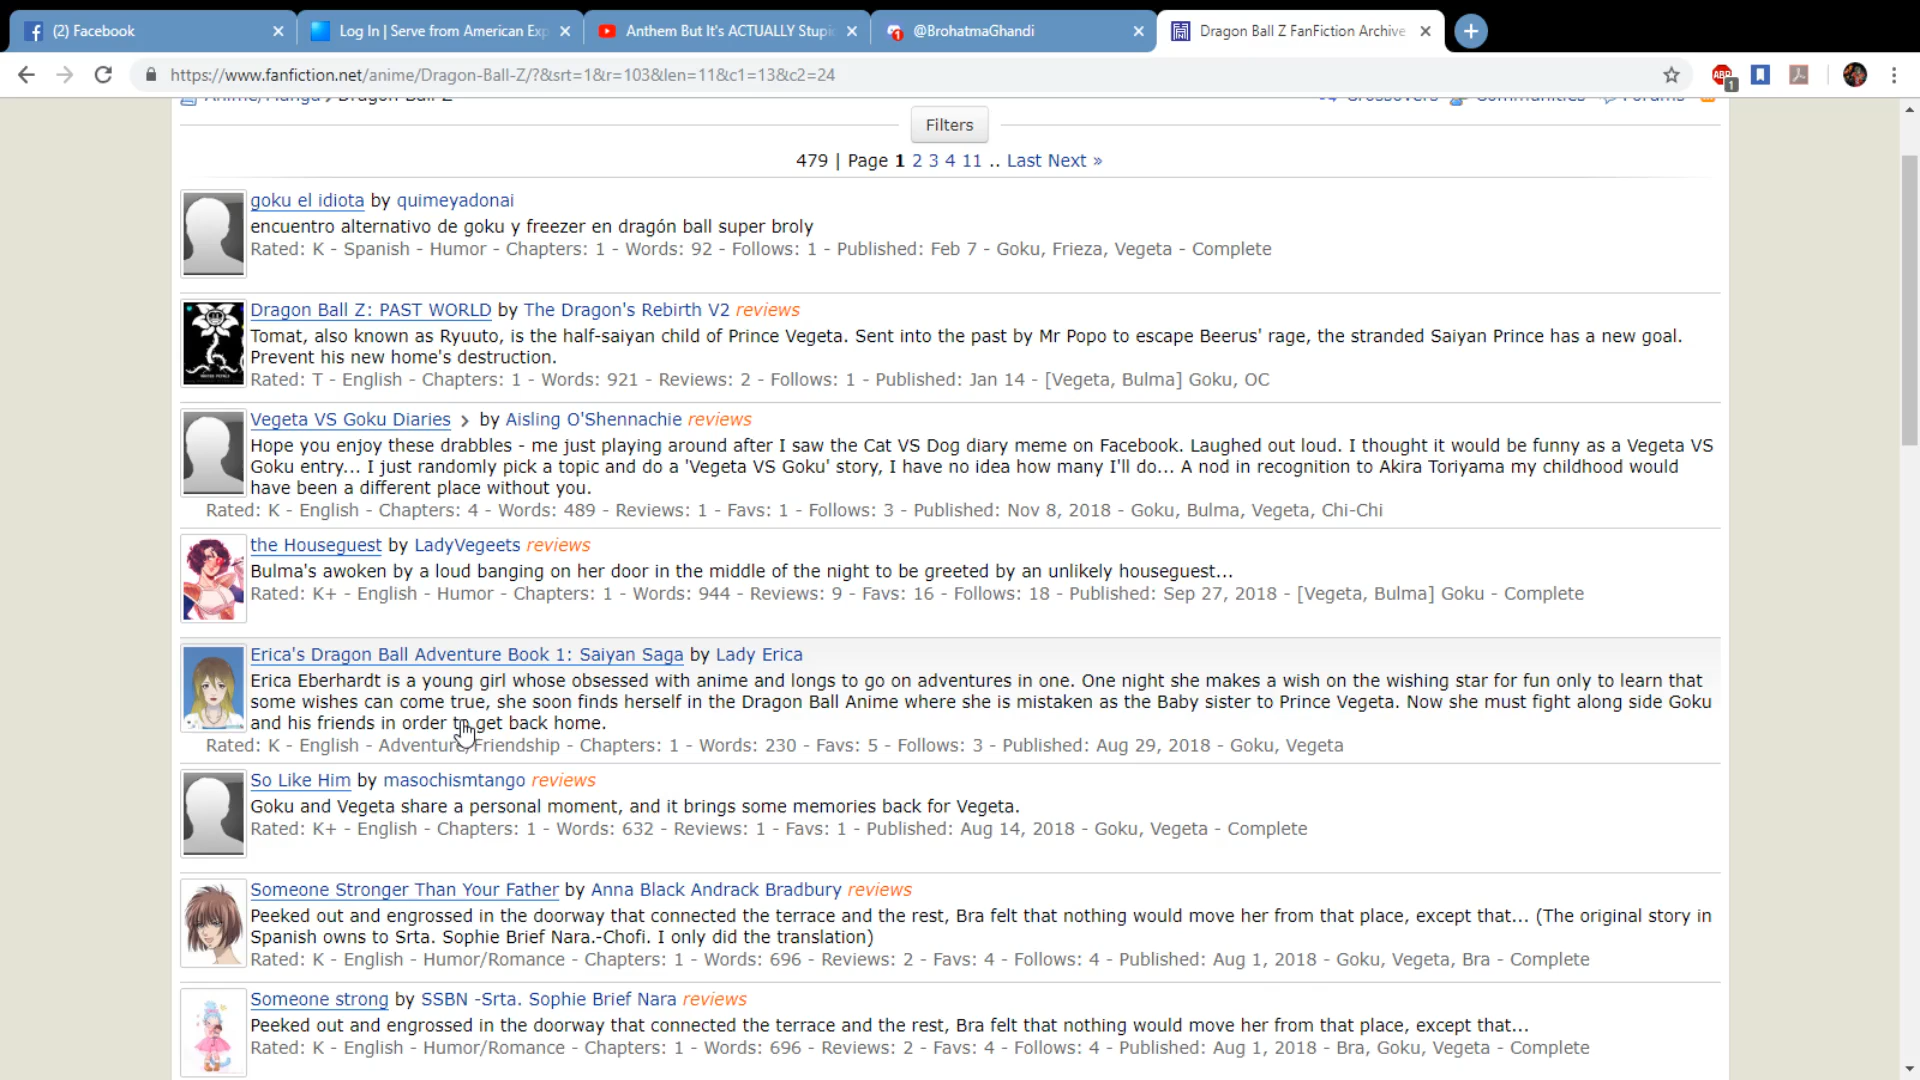 (2) Facebook
Log In | Serve from American Exp
Anthem But It's ACTUALLY Stupi
@BrohatmaGhandi
Dragon Ball Z FanFiction Archive
https://www.fanfiction.net/anime/Dragon-Ball-Z/?&srt=1&r=103&len=11&c1=13&c2=24
ABP
1
Anime/Manga > Dragon Ball Z
Crossovers Communities Forums
Filters
479 | Page 1 2 3 4 11 .. Last Next »
goku el idiota by quimeyadonai
encuentro alternativo de goku y freezer en dragón ball super broly
Rated: K - Spanish - Humor - Chapters: 1 - Words: 92 - Follows: 1 - Published: Feb 7 - Goku, Frieza, Vegeta - Complete
Dragon Ball Z: PAST WORLD by The Dragon's Rebirth V2 reviews
Tomat, also known as Ryuuto, is the half-saiyan child of Prince Vegeta. Sent into the past by Mr Popo to escape Beerus' rage, the stranded Saiyan Prince has a new goal.
Prevent his new home's destruction.
Rated: T - English - Chapters: 1 - Words: 921 - Reviews: 2 - Follows: 1 - Published: Jan 14 - [Vegeta, Bulma] Goku, OC
Vegeta VS Goku Diaries > by Aisling O'Shennachie reviews
Hope you enjoy these drabbles - me just playing around after I saw the Cat VS Dog diary meme on Facebook. Laughed out loud. I thought it would be funny as a Vegeta VS
Goku entry... I just randomly pick a topic and do a 'Vegeta VS Goku' story, I have no idea how many I'll do... A nod in recognition to Akira Toriyama my childhood would
have been a different place without you.
Rated: K - English - Chapters: 4 - Words: 489 - Reviews: 1 - Favs: 1 - Follows: 3 - Published: Nov 8, 2018 - Goku, Bulma, Vegeta, Chi-Chi
the Houseguest by LadyVegeets reviews
Bulma's awoken by a loud banging on her door in the middle of the night to be greeted by an unlikely houseguest...
Rated: K+ - English - Humor - Chapters: 1 - Words: 944 - Reviews: 9 - Favs: 16 - Follows: 18 - Published: Sep 27, 2018 - [Vegeta, Bulma] Goku - Complete
Erica's Dragon Ball Adventure Book 1: Saiyan Saga by Lady Erica
Erica Eberhardt is a young girl whose obsessed with anime and longs to go on adventures in one. One night she makes a wish on the wishing star for fun only to learn that
some wishes can come true, she soon finds herself in the Dragon Ball Anime where she is mistaken as the Baby sister to Prince Vegeta. Now she must fight along side Goku
and his friends in order to get back home.
Rated: K - English - Adventure/Friendship - Chapters: 1 - Words: 230 - Favs: 5 - Follows: 3 - Published: Aug 29, 2018 - Goku, Vegeta
So Like Him by masochismtango reviews
Goku and Vegeta share a personal moment, and it brings some memories back for Vegeta.
Rated: K+ - English - Chapters: 1 - Words: 632 - Reviews: 1 - Favs: 1 - Published: Aug 14, 2018 - Goku, Vegeta - Complete
Someone Stronger Than Your Father by Anna Black Andrack Bradbury reviews
Peeked out and engrossed in the doorway that connected the terrace and the rest, Bra felt that nothing would move her from that place, except that... (The original story in
Spanish owns to Srta. Sophie Brief Nara.-Chofi. I only did the translation)
Rated: K - English - Humor/Romance - Chapters: 1 - Words: 696 - Reviews: 2 - Favs: 4 - Follows: 4 - Published: Aug 1, 2018 - Goku, Vegeta, Bra - Complete
Someone strong by SSBN -Srta. Sophie Brief Nara reviews
Peeked out and engrossed in the doorway that connected the terrace and the rest, Bra felt that nothing would move her from that place, except that...
Rated: K - English - Humor/Romance - Chapters: 1 - Words: 696 - Reviews: 2 - Favs: 4 - Follows: 4 - Published: Aug 1, 2018 - Bra, Goku, Vegeta - Complete